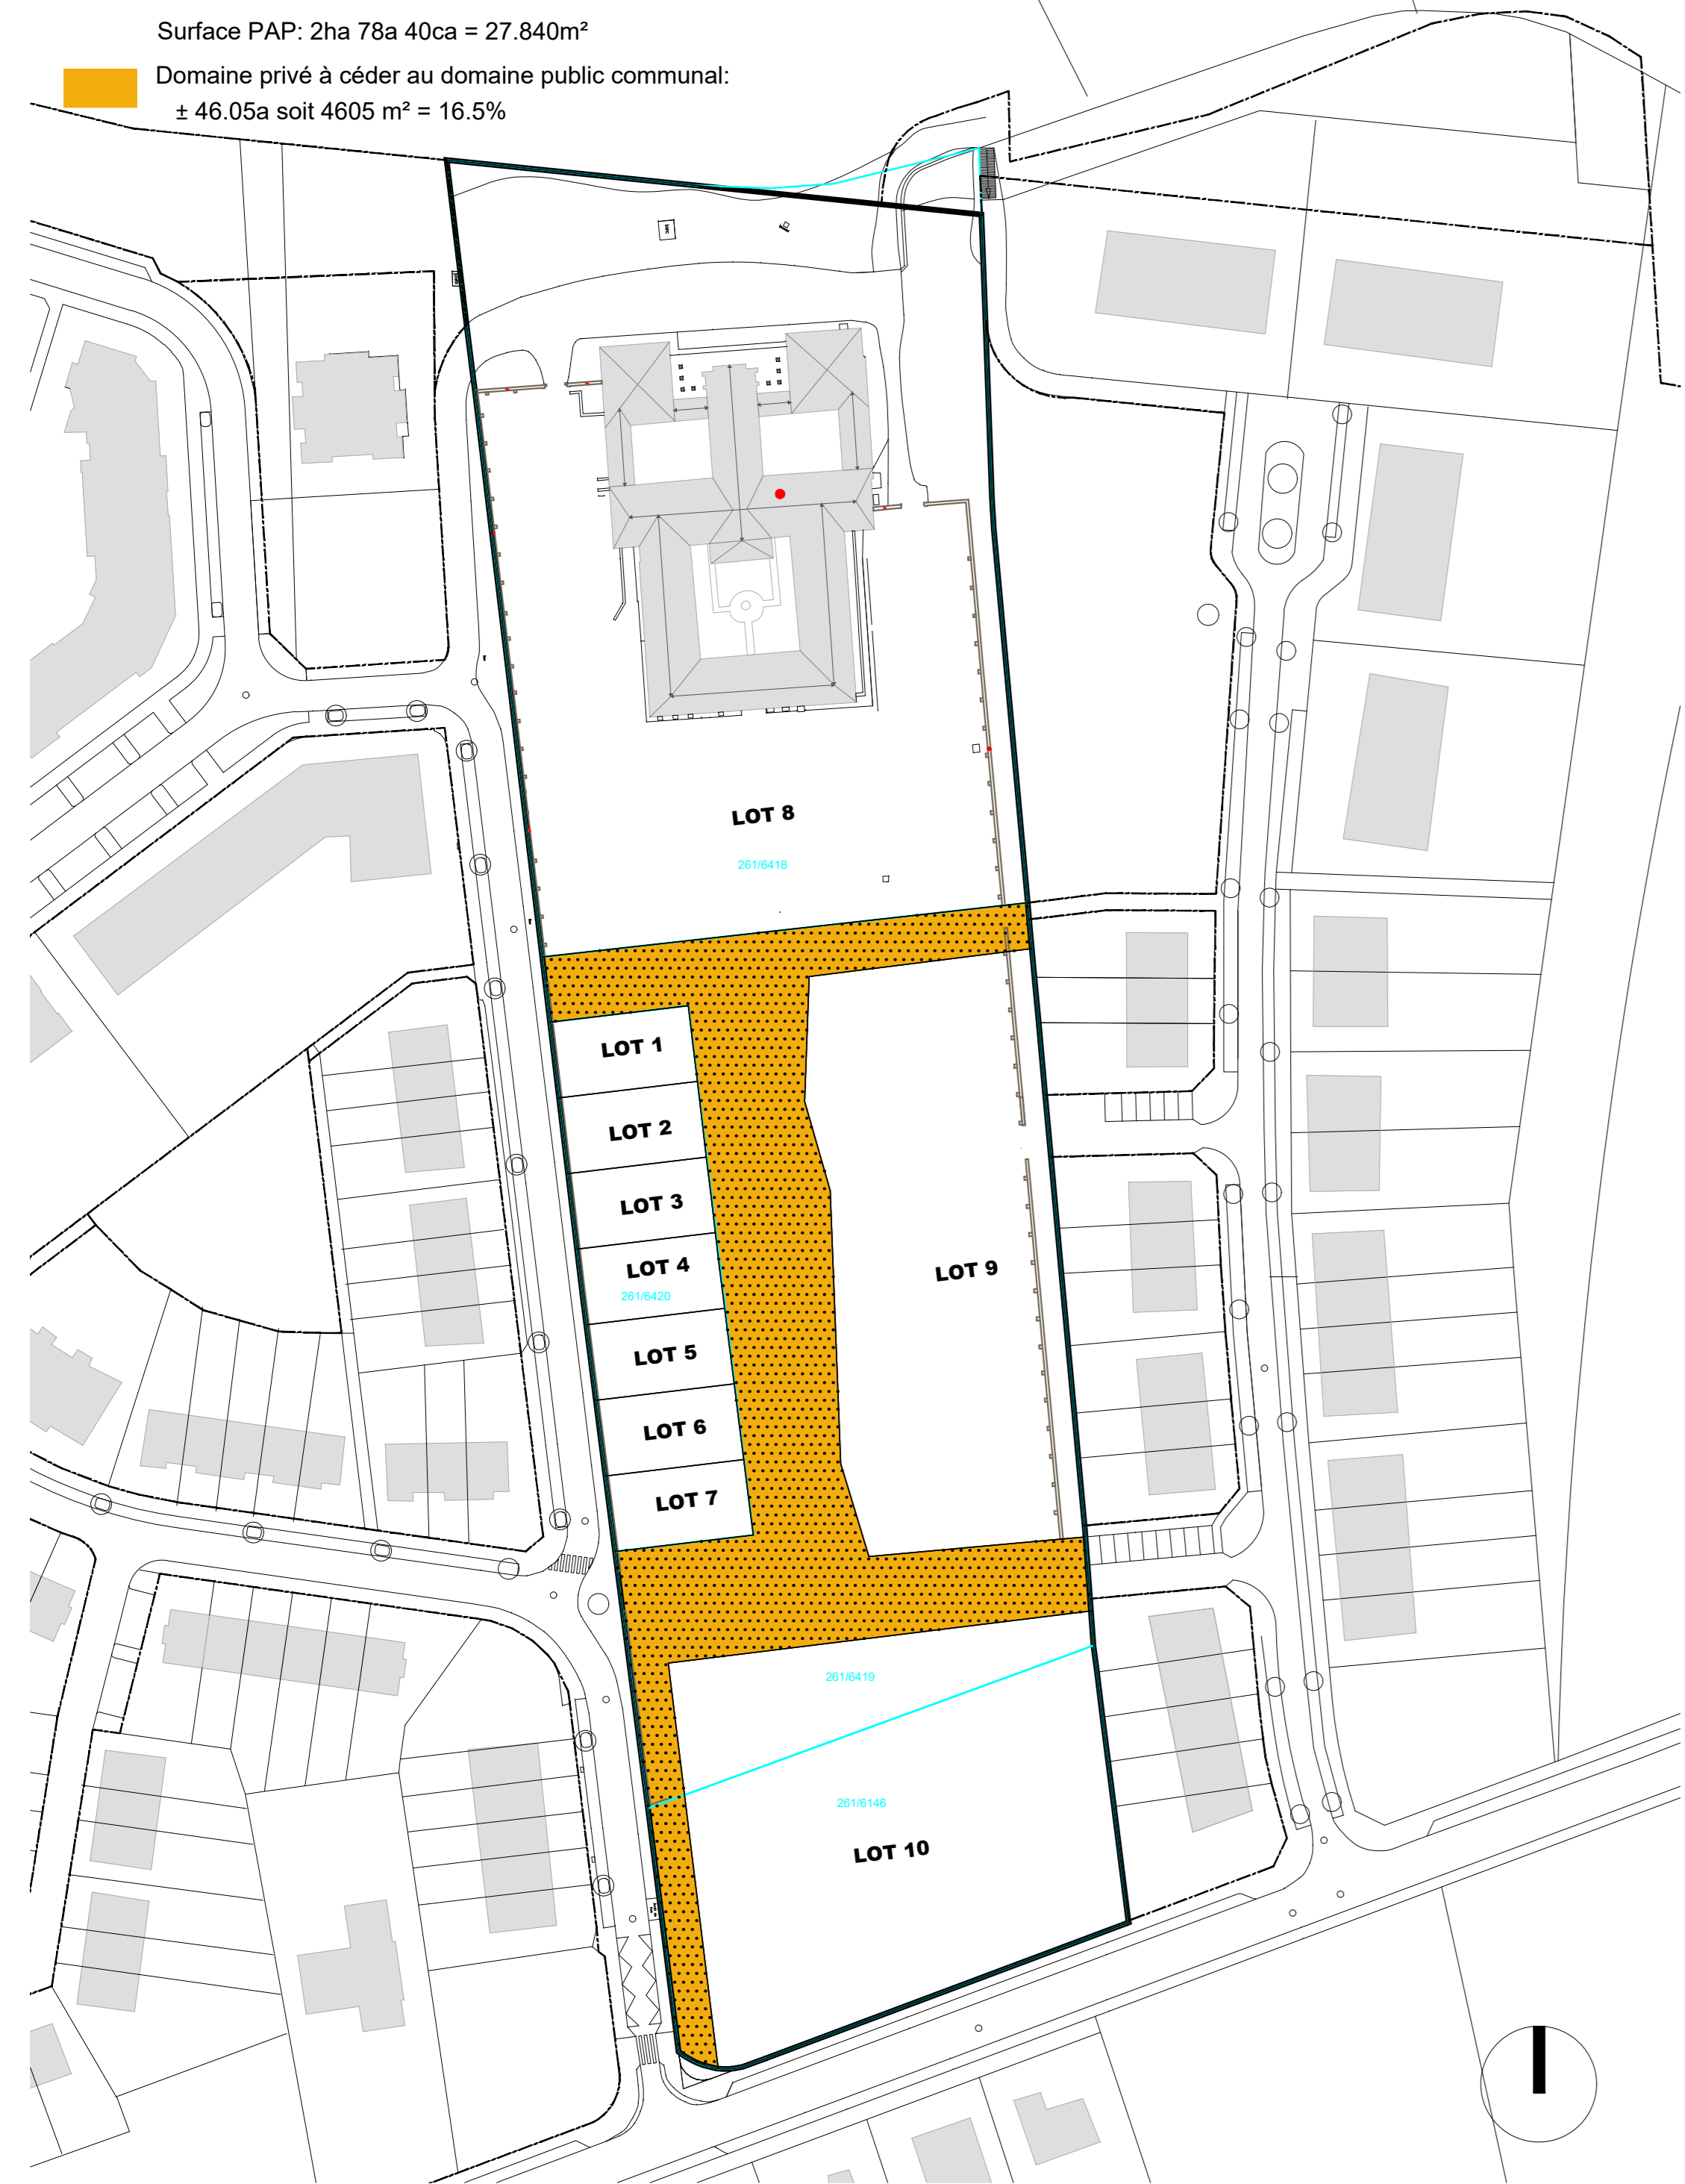 Surface PAP: 2ha 78a 40ca = 27.840m²
Domaine privé à céder au domaine public communal:
± 46.05a soit 4605 m² = 16.5%
LOT 8
261/6418
LOT 1
LOT 2
LOT 3
LOT 4
261/6420
LOT 9
LOT 5
LOT 6
LOT 7
261/6419
261/6146
LOT 10